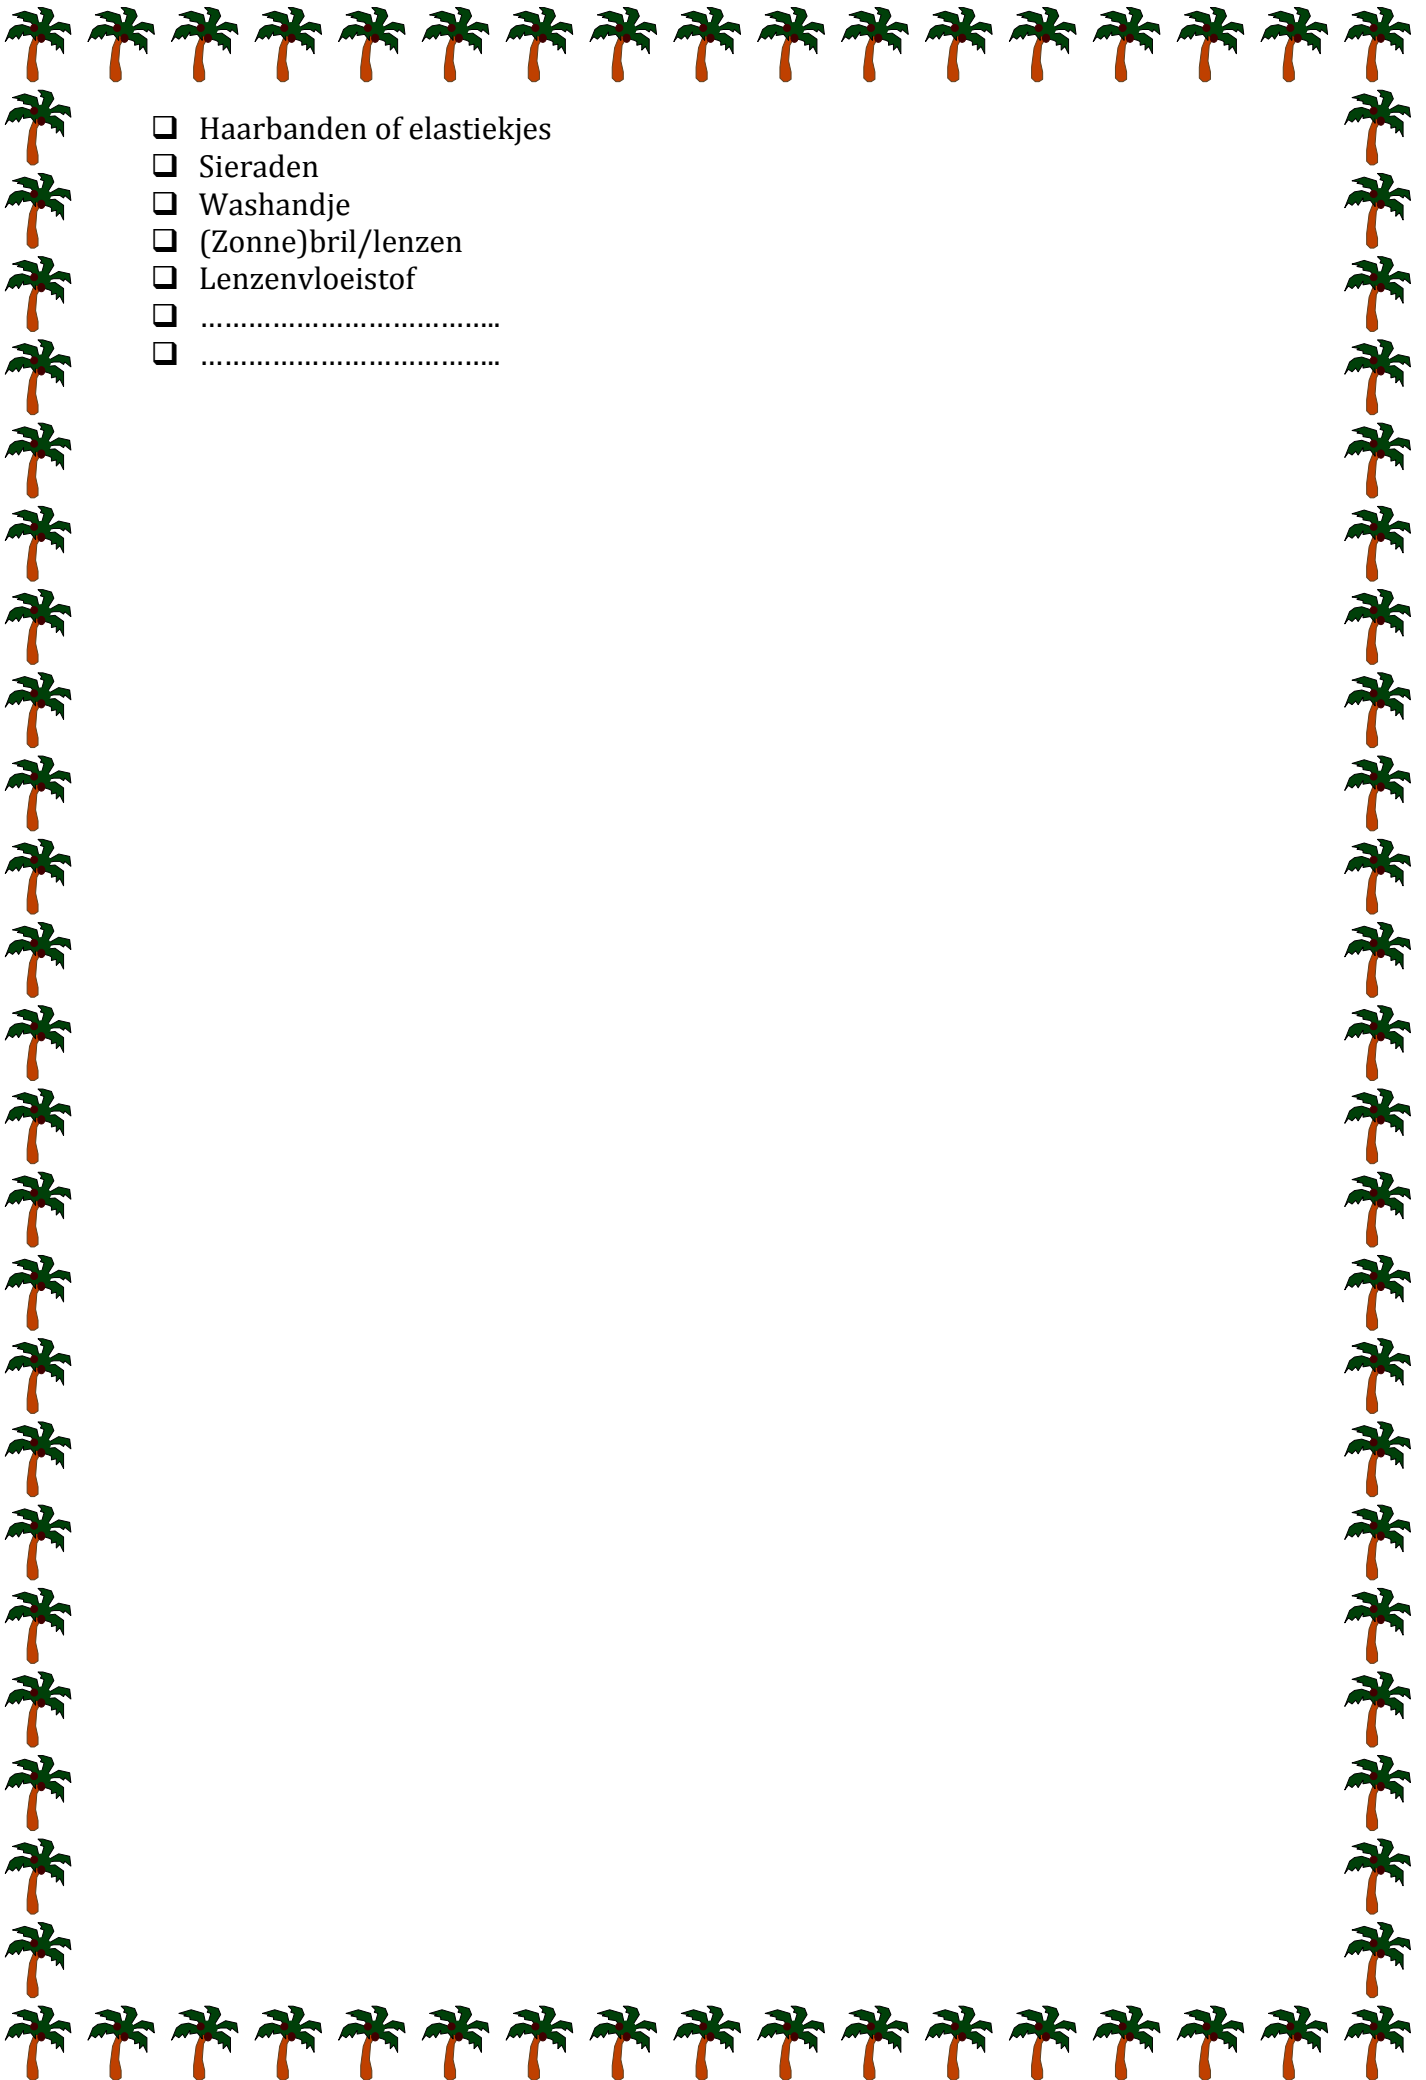 ❑ Haarbanden of elastiekjes
❑ Sieraden
❑ Washandje
❑ (Zonne)bril/lenzen
❑ Lenzenvloeistof
❑ ………………………………..
❑ ………………………………..